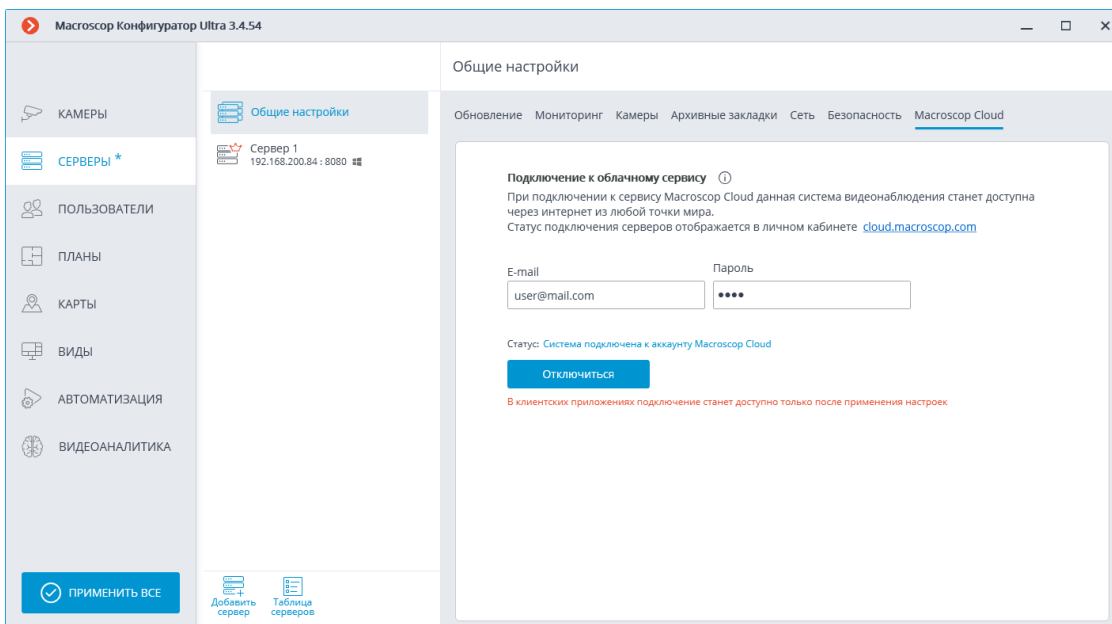 Macroscop Конфигуратор Ultra 3.4.54
КАМЕРЫ
СЕРВЕРЫ *
ПОЛЬЗОВАТЕЛИ
ПЛАНЫ
КАРТЫ
ВИДЫ
АВТОМАТИЗАЦИЯ
ВИДЕОАНАЛИТИКА
ПРИМЕНИТЬ ВСЕ
Общие настройки
Сервер 1
192.168.200.84 : 8080
Добавить сервер
Таблица серверов
Общие настройки
Обновление Мониторинг Камеры Архивные закладки Сеть Безопасность Macroscop Cloud
Подключение к облачному сервису
При подключении к сервису Macroscop Cloud данная система видеонаблюдения станет доступна
через интернет из любой точки мира.
Статус подключения серверов отображается в личном кабинете cloud.macroscop.com
E-mail
Пароль
user@mail.com
••••
Статус: Система подключена к аккаунту Macroscop Cloud
Отключиться
В клиентских приложениях подключение станет доступно только после применения настроек